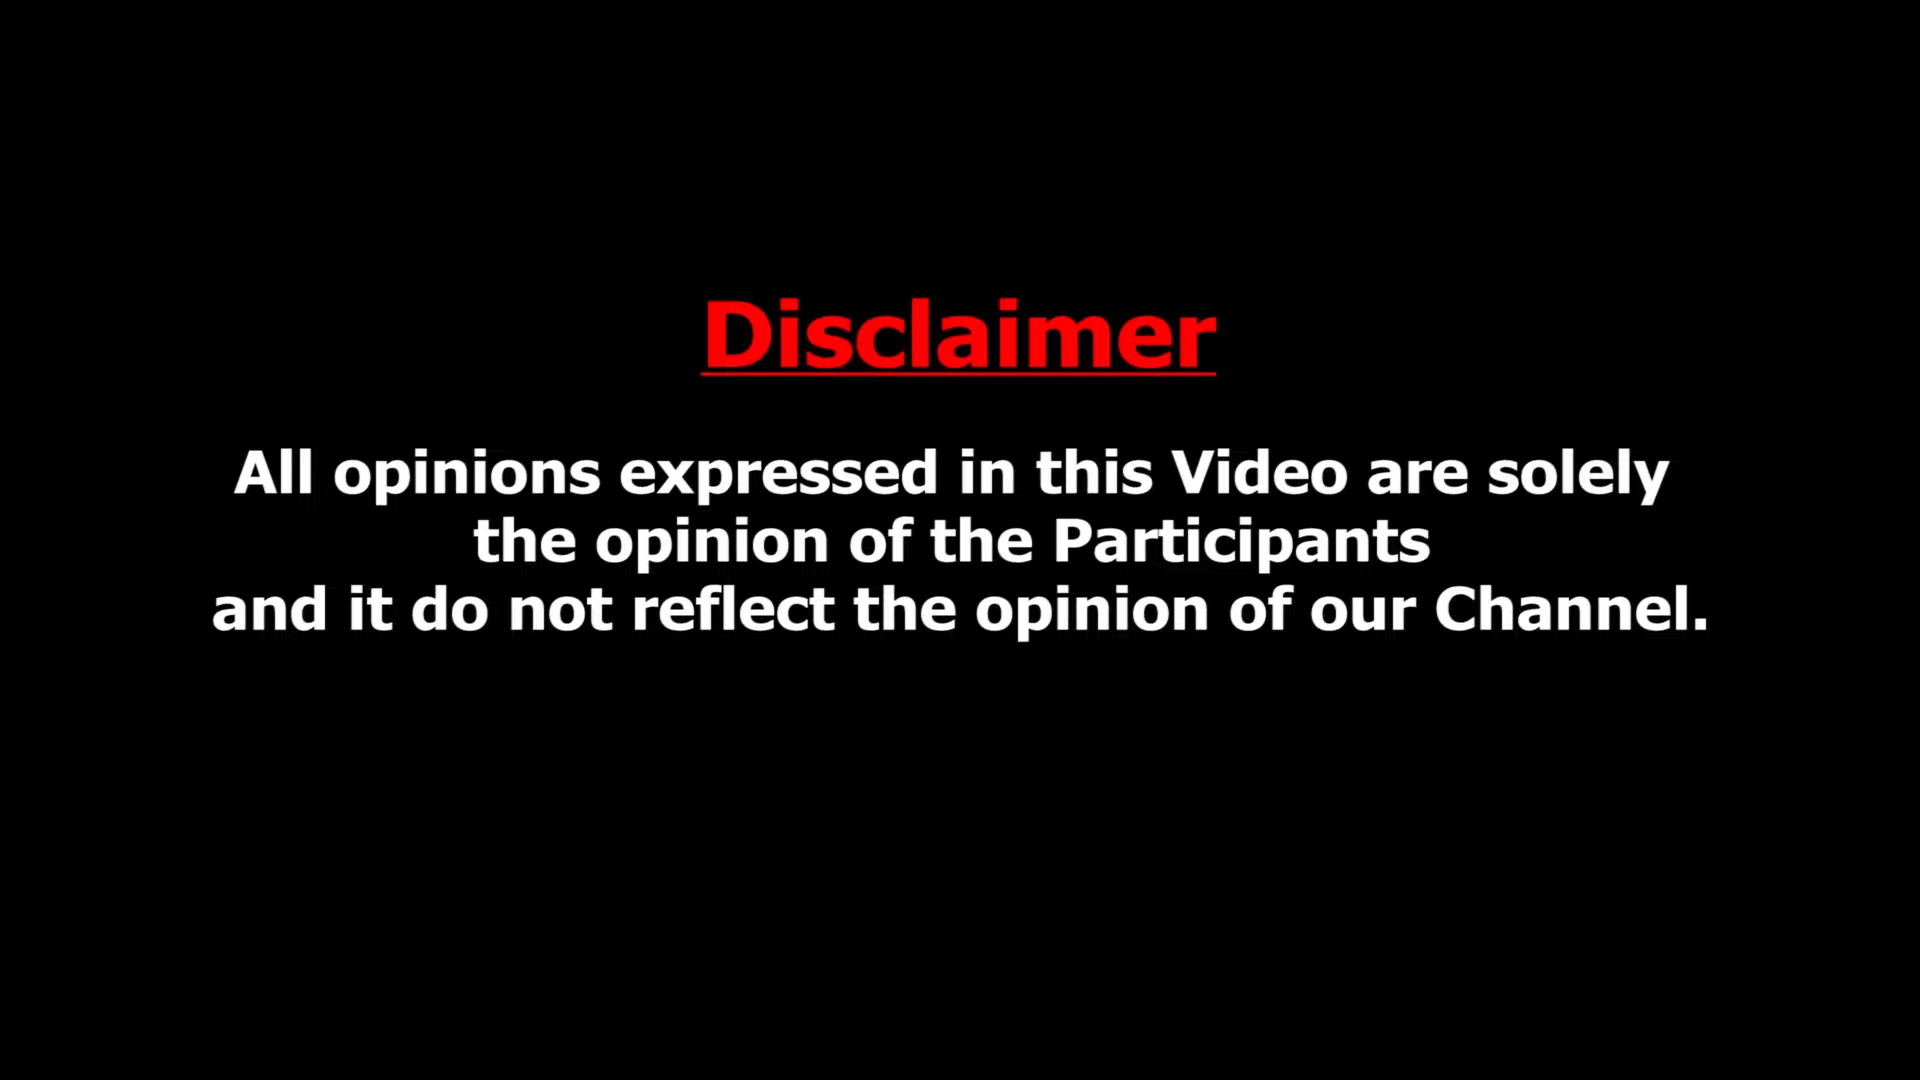 Disclaimer
All opinions expressed in this Video are solely
the opinion of the Participants
and it do not reflect the opinion of our Channel.